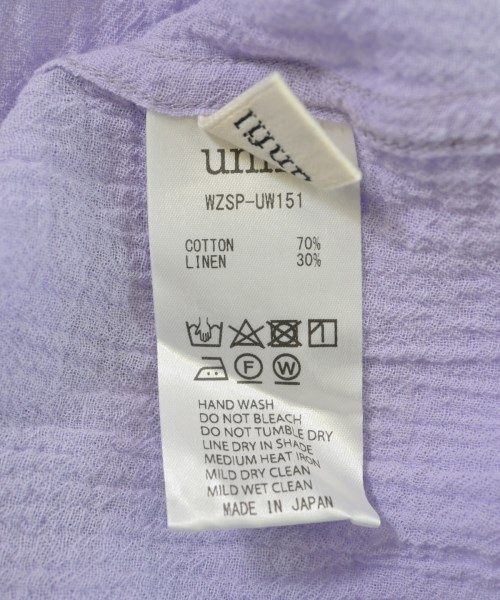 WZSP-UW151
COTTON 70%
LINEN 30%
F W
HAND WASH
DO NOT BLEACH
DO NOT TUMBLE DRY
LINE DRY IN SHADE
MEDIUM HEAT IRON
MILD DRY CLEAN
MILD WET CLEAN
MADE IN JAPAN